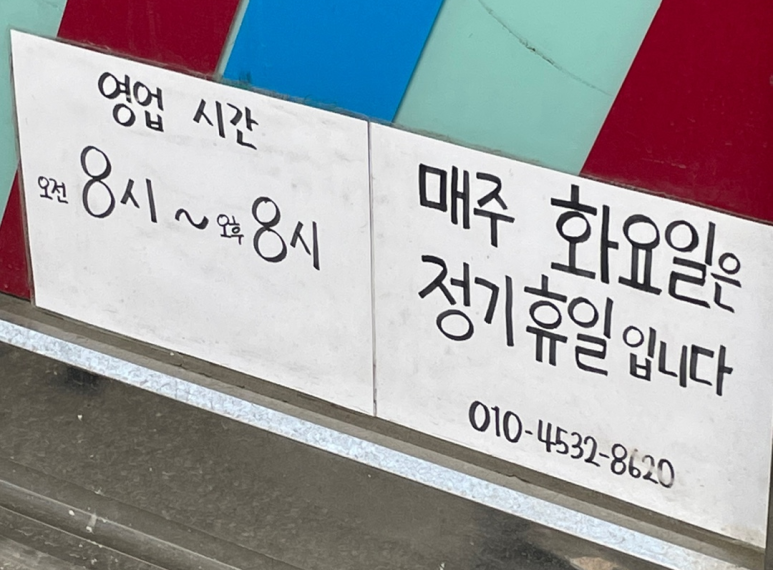 영업 시간
오전 8시 ~ 오후 8시
매주 화요일은
정기휴일입니다
010-4532-8620